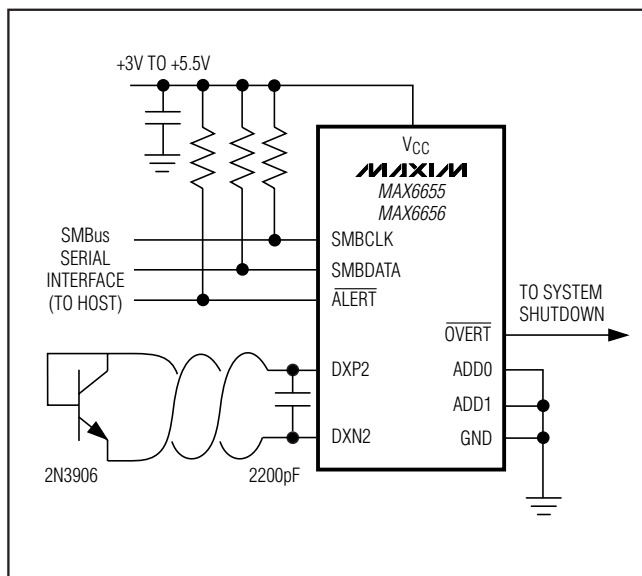 +3V TO +5.5V
VCC
MAXIM
MAX6655
MAX6656
SMBus
SERIAL
INTERFACE
(TO HOST)
SMBCLK
SMBDATA
ALERT
TO SYSTEM
SHUTDOWN
OVERT
DXP2
ADD0
ADD1
DXN2
GND
2N3906
2200pF